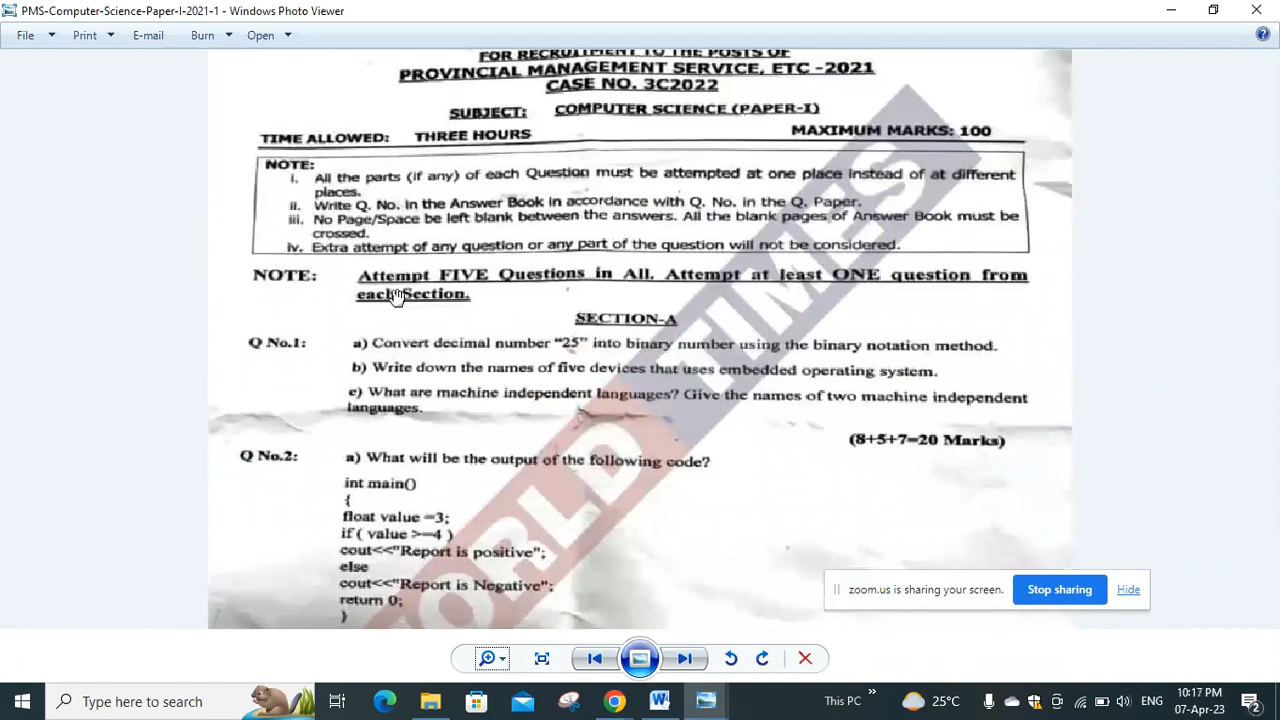 PMS-Computer-Science-Paper-I-2021-1 - Windows Photo Viewer
File Print E-mail Burn Open
FOR RECRUITMENT TO THE POSTS OF
PROVINCIAL MANAGEMENT SERVICE, ETC -2021
CASE NO. 3C2022
SUBJECT: COMPUTER SCIENCE (PAPER-I)
TIME ALLOWED: THREE HOURS MAXIMUM MARKS: 100
NOTE:
i. All the parts (if any) of each Question must be attempted at one place instead of at different
places.
ii. Write Q. No. in the Answer Book in accordance with Q. No. in the Q. Paper.
iii. No Page/Space be left blank between the answers. All the blank pages of Answer Book must be
crossed.
iv. Extra attempt of any question or any part of the question will not be considered.
NOTE: Attempt FIVE Questions in All. Attempt at least ONE question from
each Section.
SECTION-A
Q No.1: a) Convert decimal number "25" into binary number using the binary notation method.
b) Write down the names of five devices that uses embedded operating system.
c) What are machine independent languages? Give the names of two machine independent
languages.
(8+5+7=20 Marks)
Q No.2: a) What will be the output of the following code?
int main()
{
float value =3;
if ( value >=4 )
cout<<"Report is positive";
else
cout<<"Report is Negative";
return 0;
}
WORLD TIMES
zoom.us is sharing your screen. Stop sharing Hide
Type here to search
This PC
25°C
ENG
10:17 PM
07-Apr-23
2